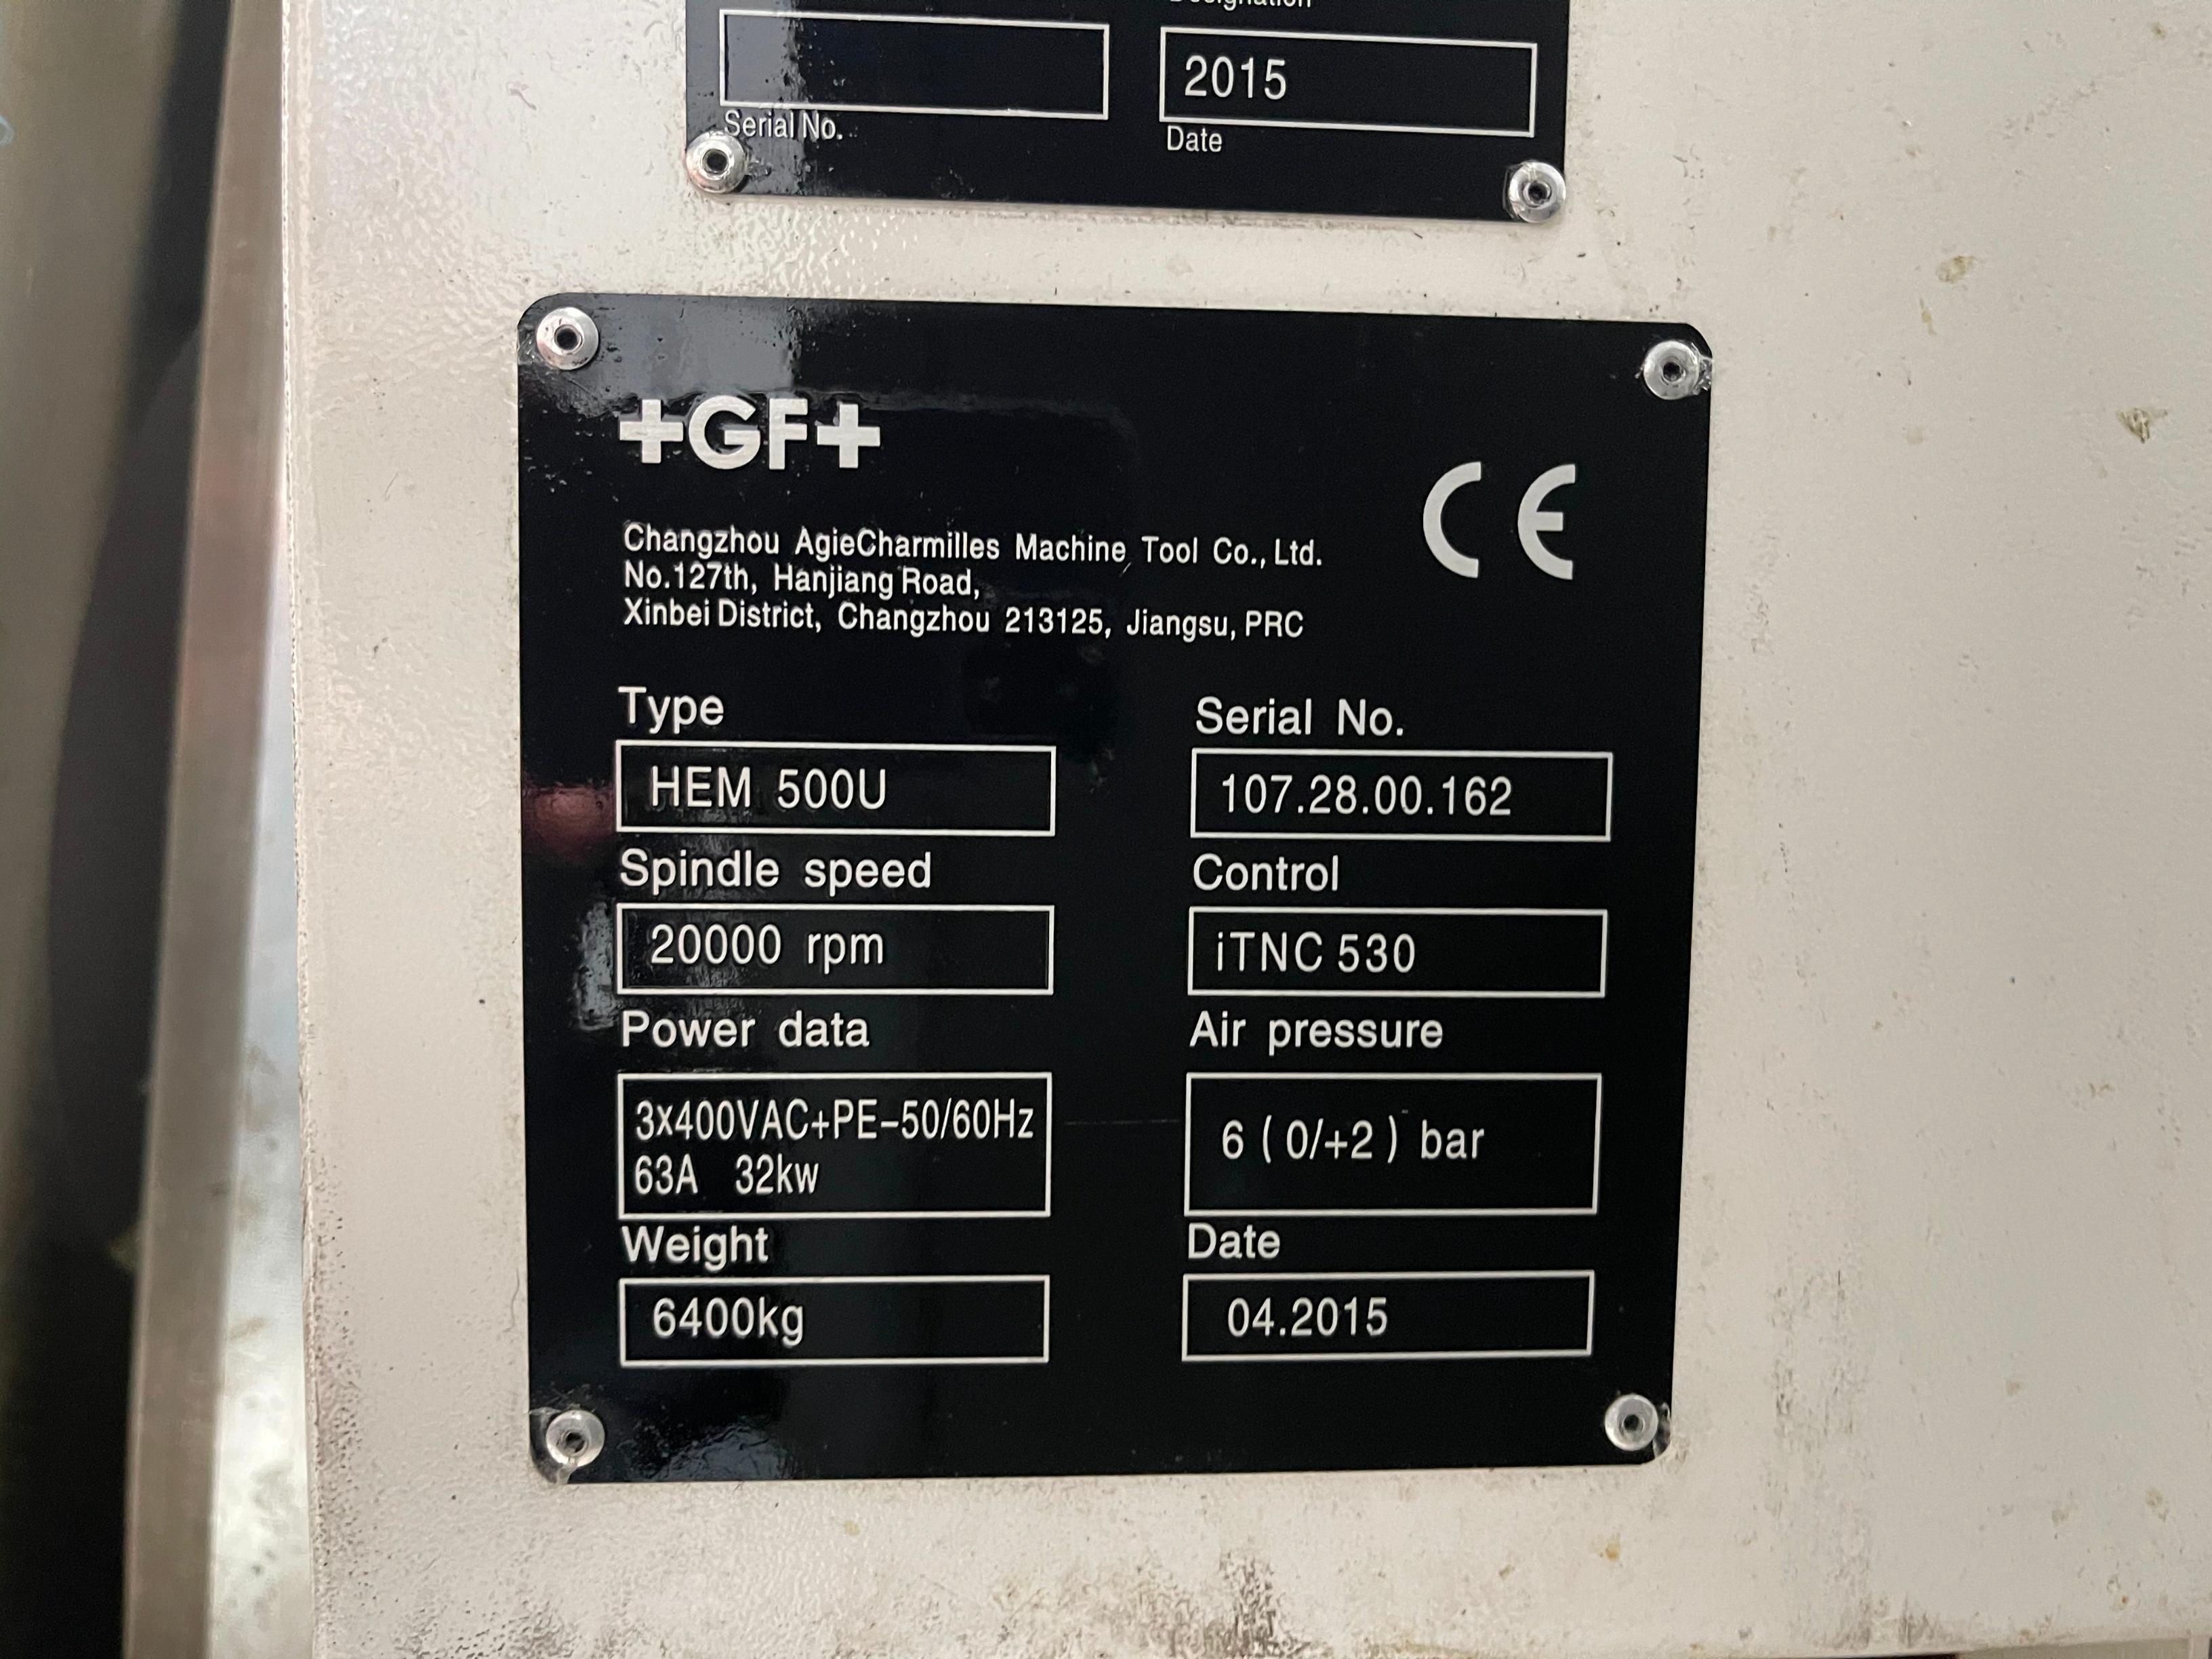 Designation
2015
Serial No.
Date
+GF+
CE
Changzhou AgieCharmilles Machine Tool Co., Ltd.
No.127th, Hanjiang Road,
Xinbei District, Changzhou 213125, Jiangsu, PRC
Type
Serial No.
HEM 500U
107.28.00.162
Spindle speed
Control
20000 rpm
iTNC 530
Power data
Air pressure
3x400VAC+PE-50/60Hz
63A 32kw
6 ( 0/+2 ) bar
Weight
Date
6400kg
04.2015